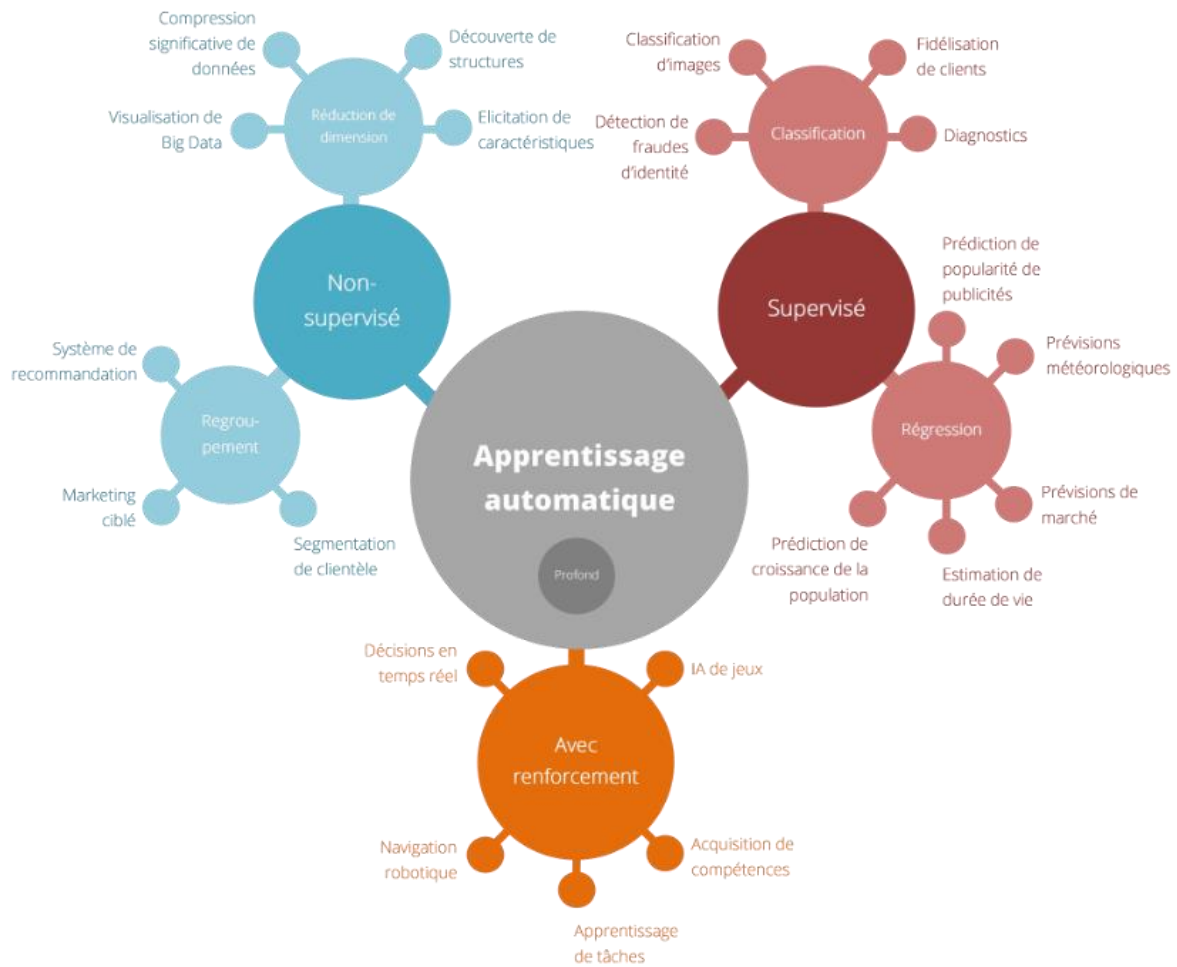 Compression
significative de
données
Découverte de
structures
Visualisation de
Big Data
Réduction de
dimension
Elicitation de
caractéristiques
Non-
supervisé
Système de
recommandation
Regrou-
pement
Marketing
ciblé
Segmentation
de clientèle
Classification
d'images
Fidélisation
de clients
Détection de
fraudes
d'identité
Classification
Diagnostics
Supervisé
Prédiction de
popularité de
publicités
Prévisions
météorologiques
Régression
Prévisions de
marché
Prédiction de
croissance de la
population
Estimation de
durée de vie
Apprentissage
automatique
Profond
Décisions en
temps réel
IA de jeux
Avec
renforcement
Navigation
robotique
Acquisition de
compétences
Apprentissage
de tâches